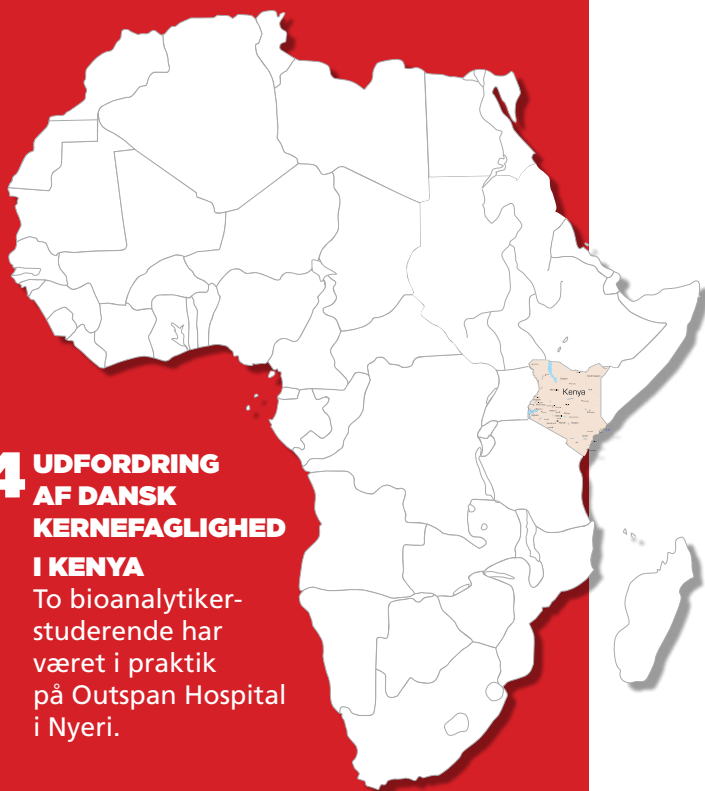 4 UDFORDRING
AF DANSK
KERNEFAGLIGHED
I KENYA
To bioanalytiker-
studerende har
været i praktik
på Outspan Hospital
i Nyeri.
Kenya